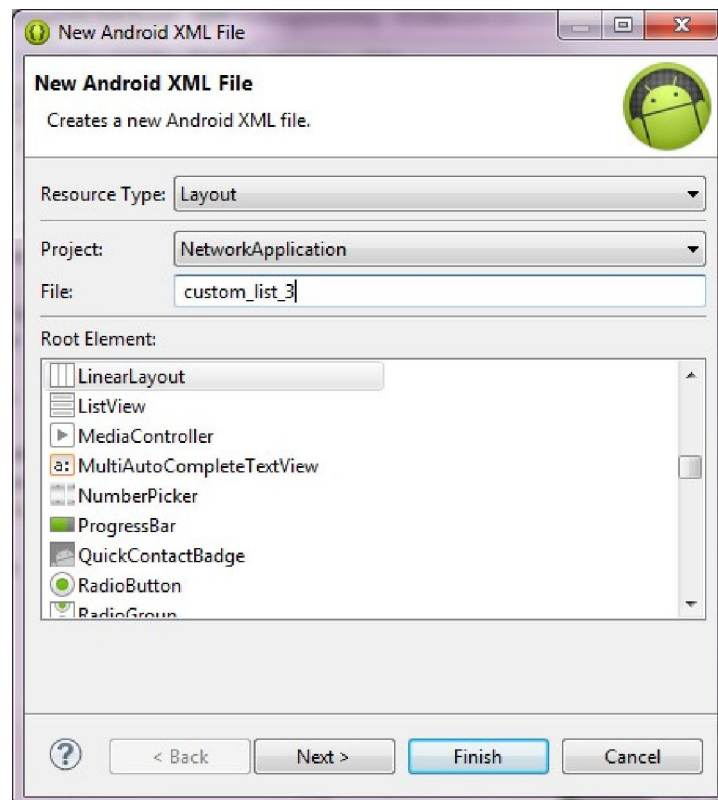 New Android XML File
New Android XML File
Creates a new Android XML file.
Resource Type: Layout
Project: NetworkApplication
File: custom_list_3
Root Element:
LinearLayout
ListView
MediaController
a: MultiAutoCompleteTextView
NumberPicker
ProgressBar
QuickContactBadge
RadioButton
RadioGroup
? < Back Next > Finish Cancel